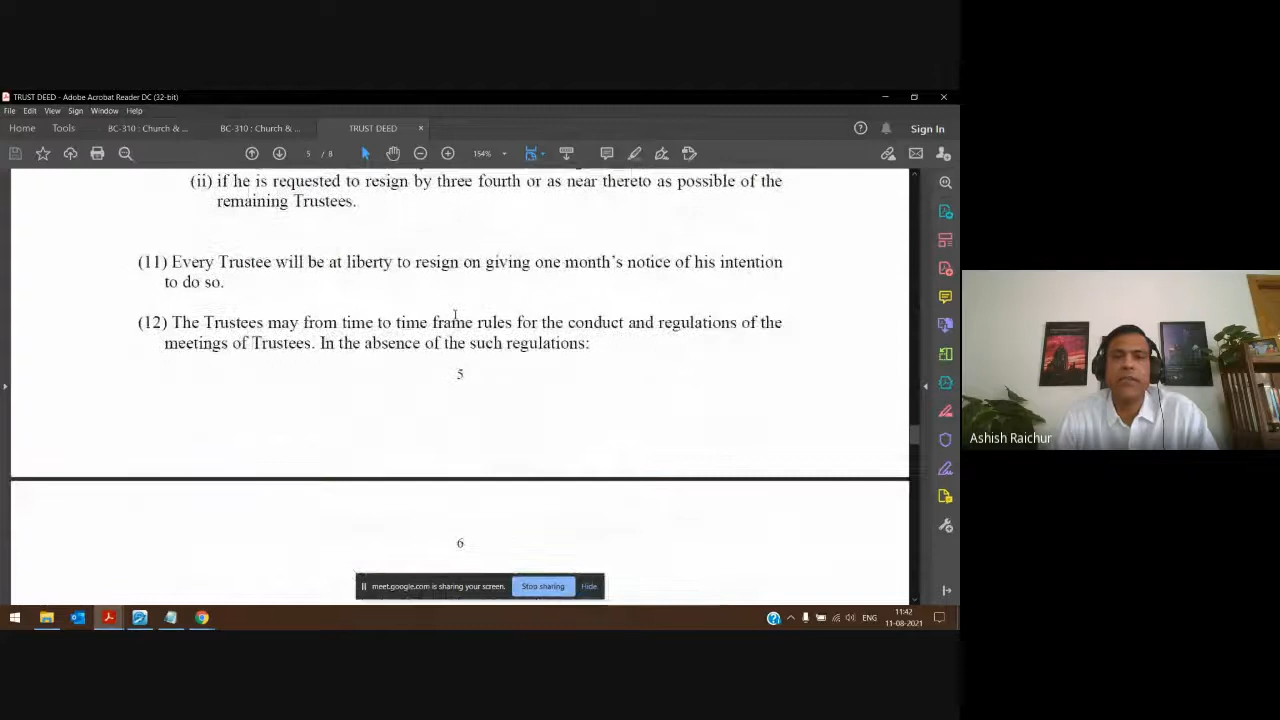 TRUST DEED - Adobe Acrobat Reader DC (32-bit)
File Edit View Sign Window Help
Home Tools BC-310 : Church & ... BC-310 : Church & ... TRUST DEED × Sign In
5 / 8 154%
(ii) if he is requested to resign by three fourth or as near thereto as possible of the
remaining Trustees.
(11) Every Trustee will be at liberty to resign on giving one month's notice of his intention
to do so.
(12) The Trustees may from time to time frame rules for the conduct and regulations of the
meetings of Trustees. In the absence of the such regulations:
5
6
meet.google.com is sharing your screen. Stop sharing Hide
ENG
11:42
11-08-2021
Ashish Raichur